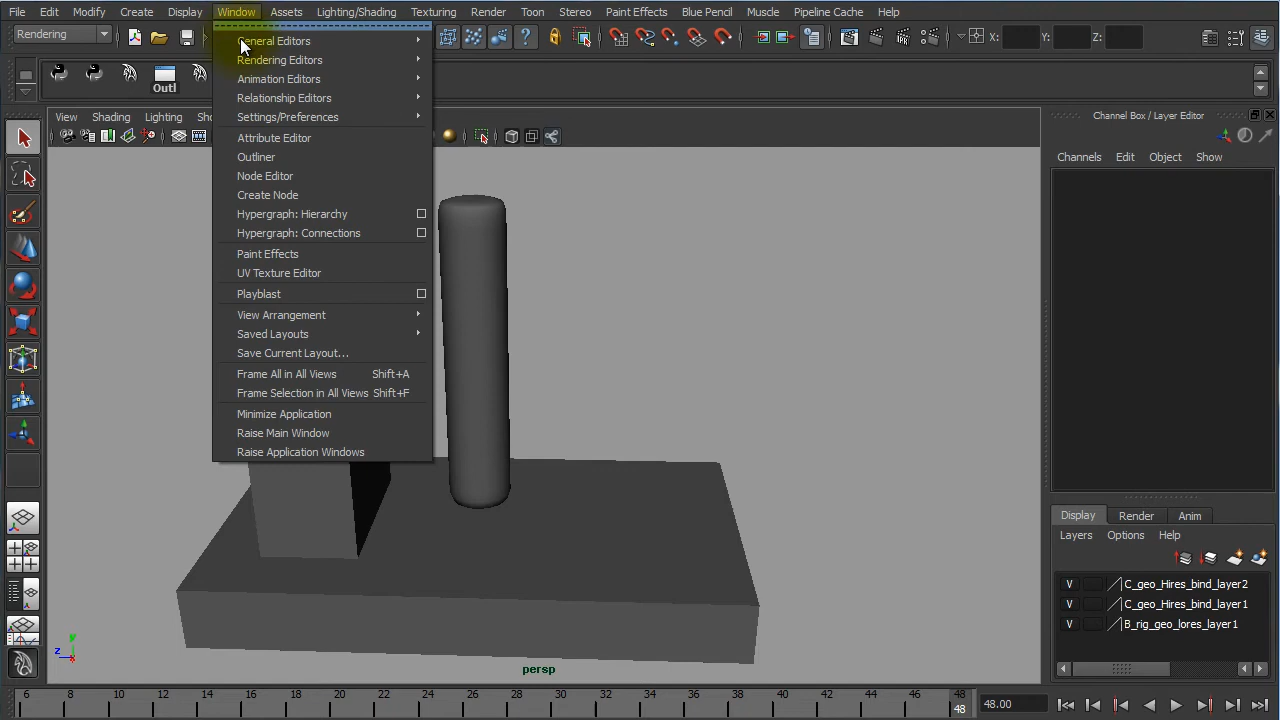 File Edit Modify Create Display Window Assets Lighting/Shading Texturing Render Toon Stereo Paint Effects Blue Pencil Muscle Pipeline Cache Help
Rendering
X: Y: Z:
General Editors
Rendering Editors
Outl
Animation Editors
Relationship Editors
Settings/Preferences
View Shading Lighting Sho
Channel Box / Layer Editor
Attribute Editor
Outliner
Channels Edit Object Show
Node Editor
Create Node
Hypergraph: Hierarchy
Hypergraph: Connections
Paint Effects
UV Texture Editor
Playblast
View Arrangement
Saved Layouts
Save Current Layout...
Frame All in All Views Shift+A
Frame Selection in All Views Shift+F
Minimize Application
Raise Main Window
Raise Application Windows
Display Render Anim
Layers Options Help
V C_geo_Hires_bind_layer2
V C_geo_Hires_bind_layer1
V B_rig_geo_lores_layer1
y
z x
persp
6 8 10 12 14 16 18 20 22 24 26 28 30 32 34 36 38 40 42 44 46 48
48 48.00